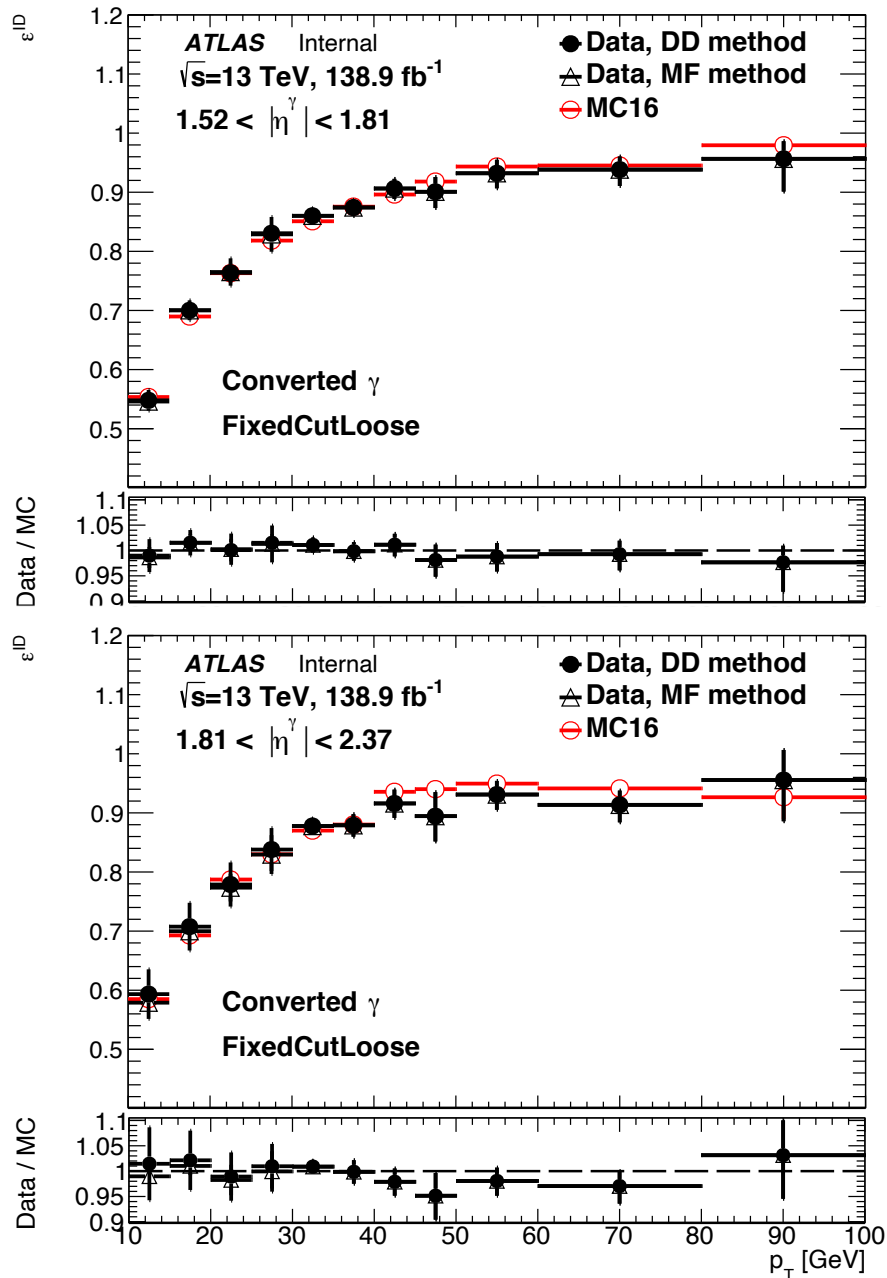 ε^ID
1.2
ATLAS Internal
√s=13 TeV, 138.9 fb⁻¹
1.52 < |η^γ| < 1.81
Data, DD method
Data, MF method
MC16
1.1
1
0.9
0.8
0.7
0.6
0.5
Converted γ
FixedCutLoose
Data / MC
1.1
1.05
1
0.95
0.9
ε^ID
1.2
ATLAS Internal
√s=13 TeV, 138.9 fb⁻¹
1.81 < |η^γ| < 2.37
Data, DD method
Data, MF method
MC16
1.1
1
0.9
0.8
0.7
0.6
0.5
Converted γ
FixedCutLoose
Data / MC
1.1
1.05
1
0.95
0.9
10 20 30 40 50 60 70 80 90 100
p_T [GeV]